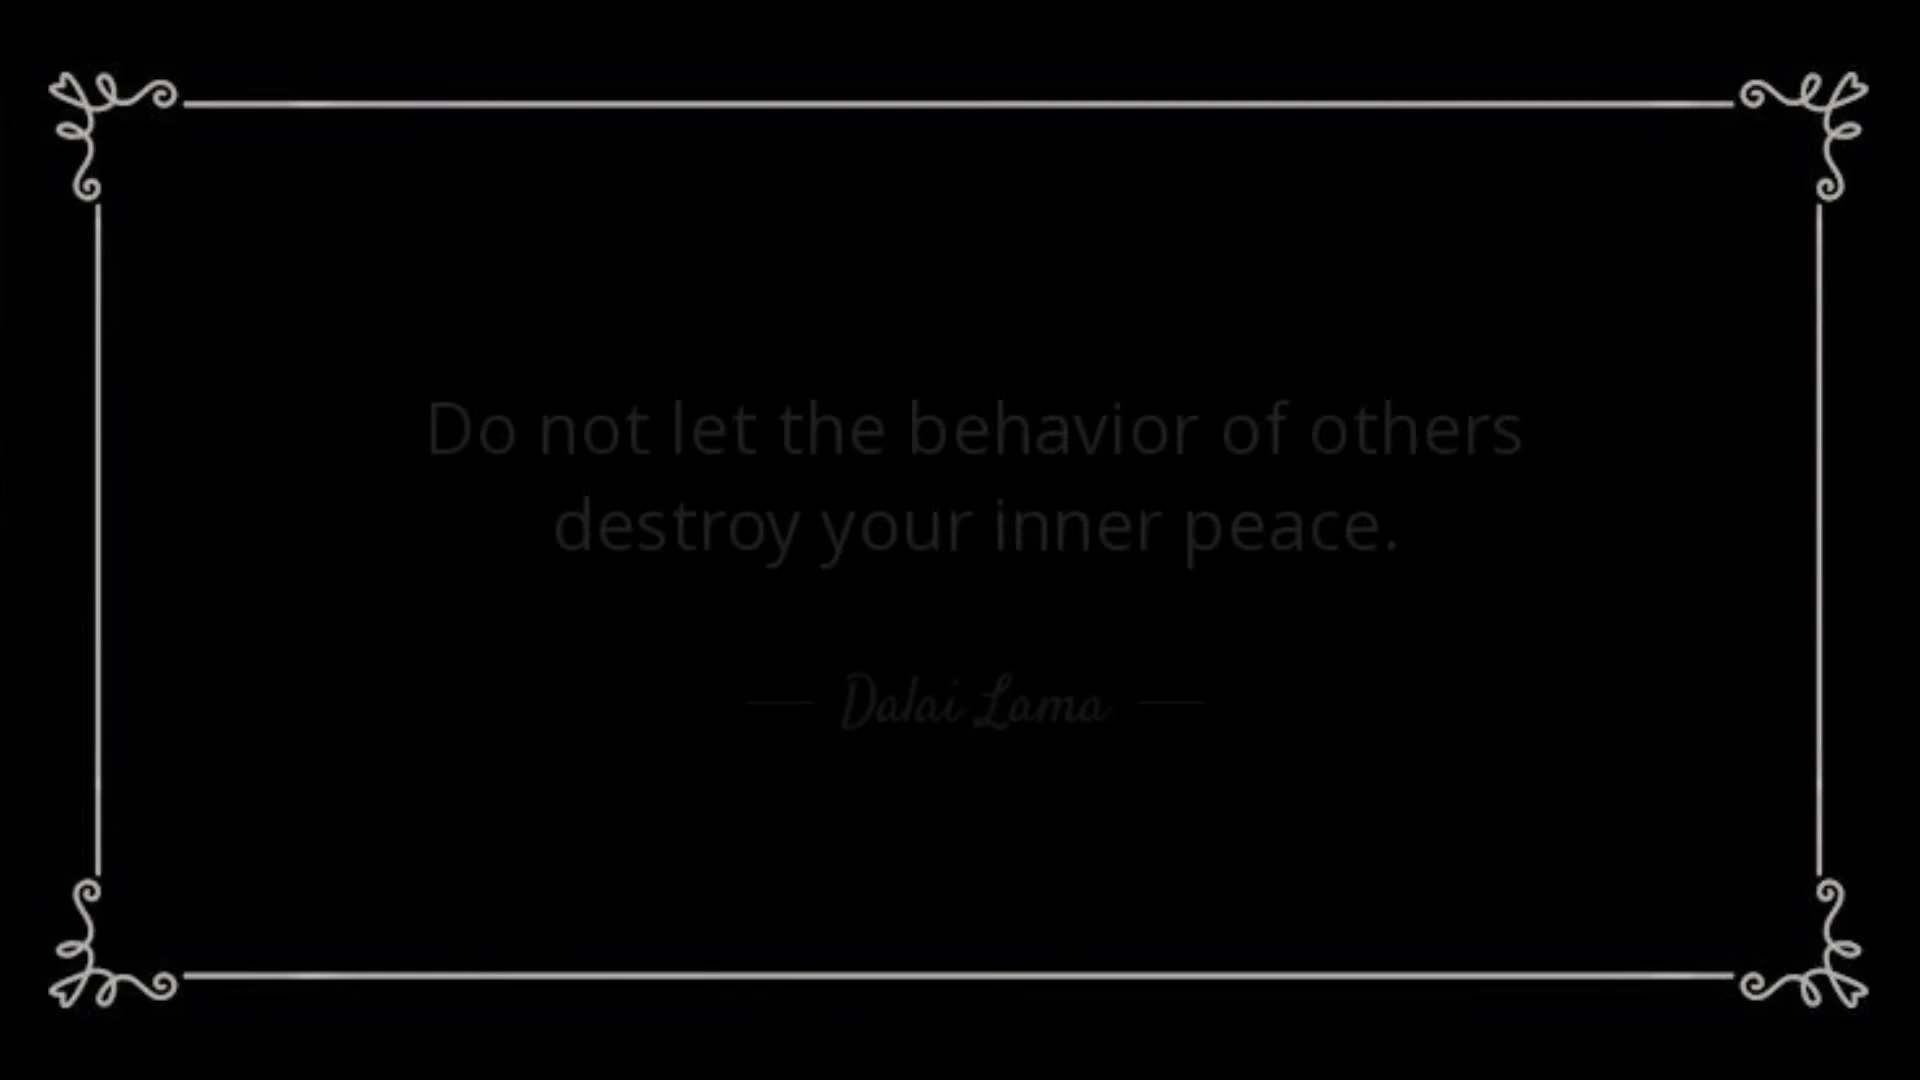 Do not let the behavior of others
destroy your inner peace.
— Dalai Lama —